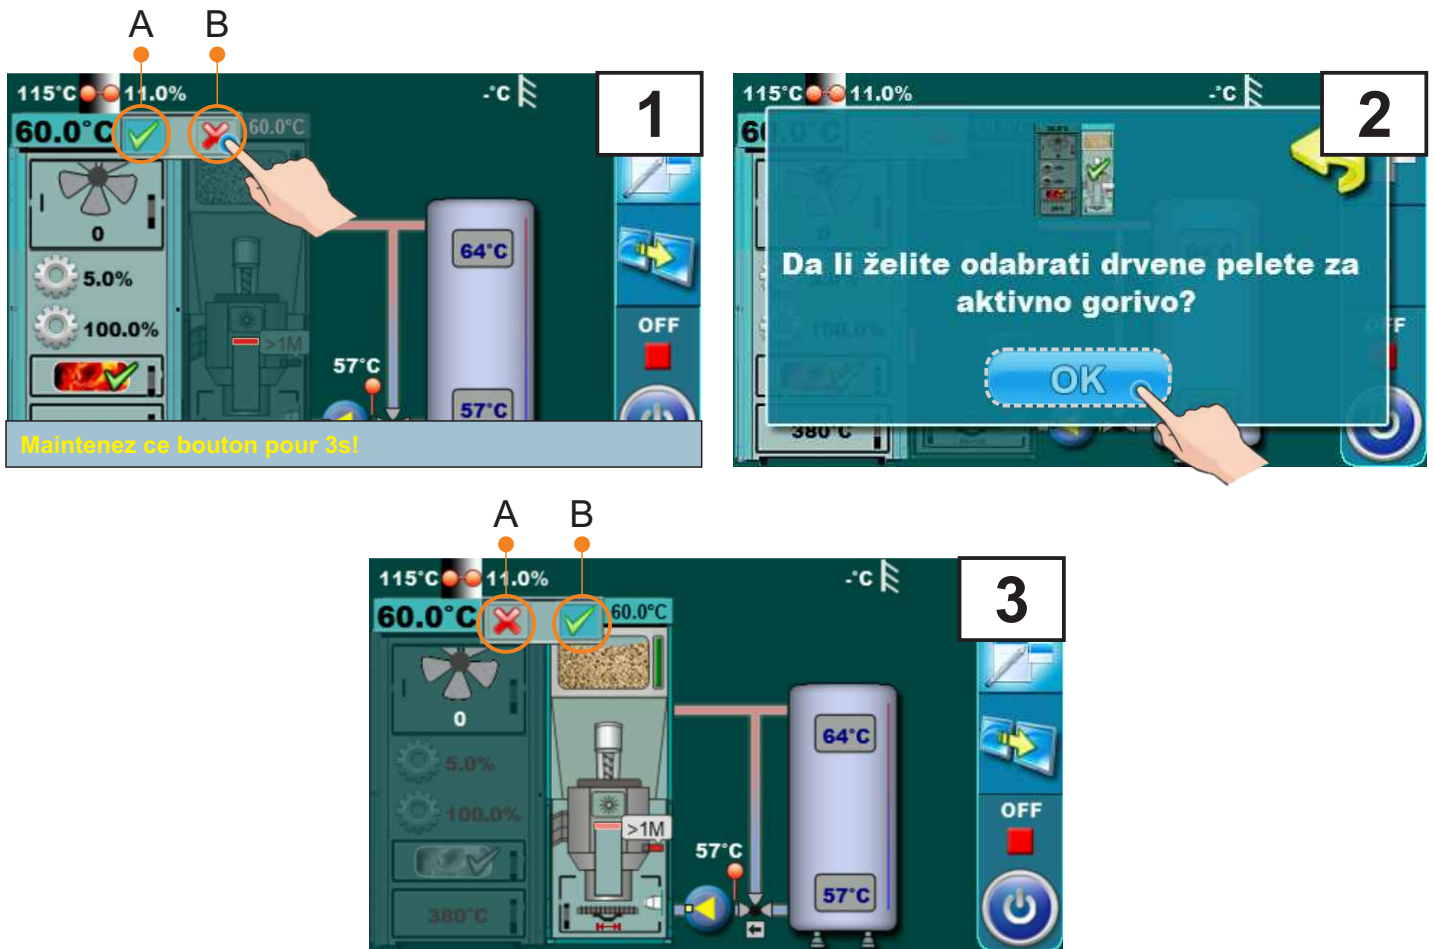 A B
115°C 11.0% -°C 1
60.0°C 60.0°C
0
5.0%
100.0%
>1M
64°C
57°C
57°C
OFF
Maintenez ce bouton pour 3s!
115°C 11.0% -°C 2
Da li želite odabrati drvene pelete za
aktivno gorivo?
OK
380°C
A B
115°C 11.0% -°C 3
60.0°C 60.0°C
0
5.0%
100.0%
380°C
>1M
57°C
64°C
57°C
OFF